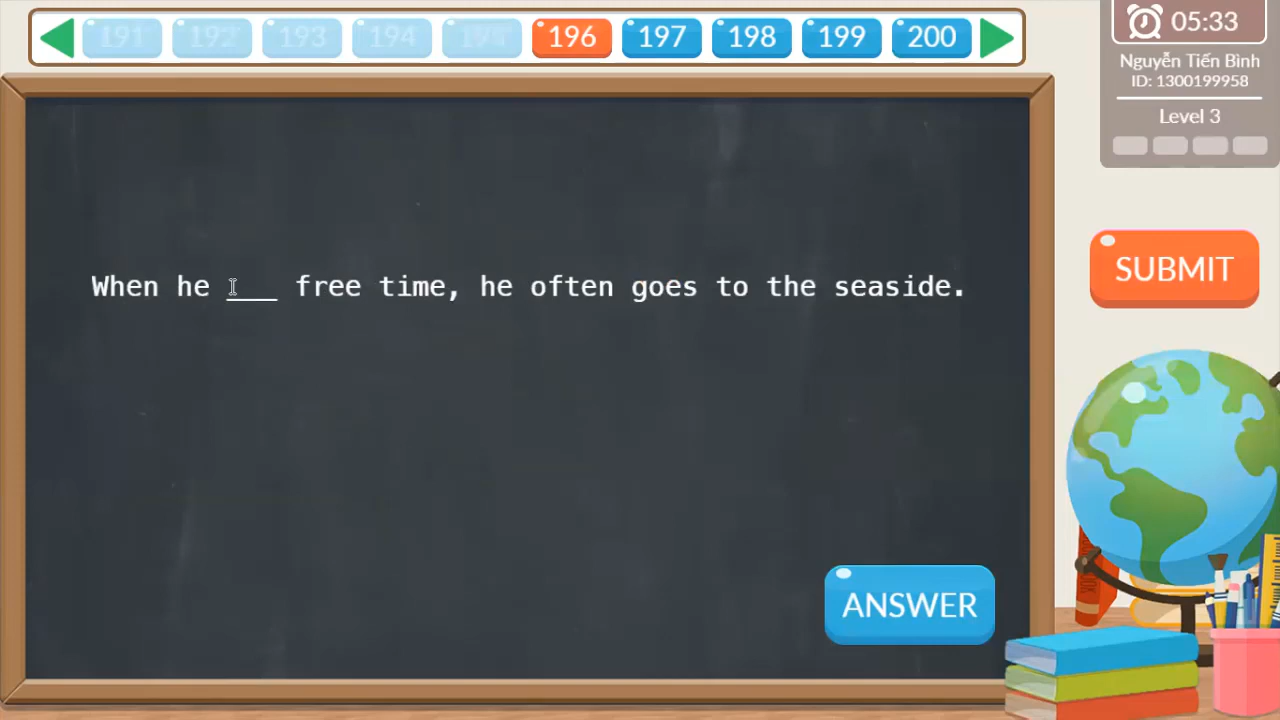 191 192 193 194 195 196 197 198 199 200
05:33
Nguyễn Tiến Bình
ID: 1300199958
Level 3
SUBMIT
When he ___ free time, he often goes to the seaside.
ANSWER